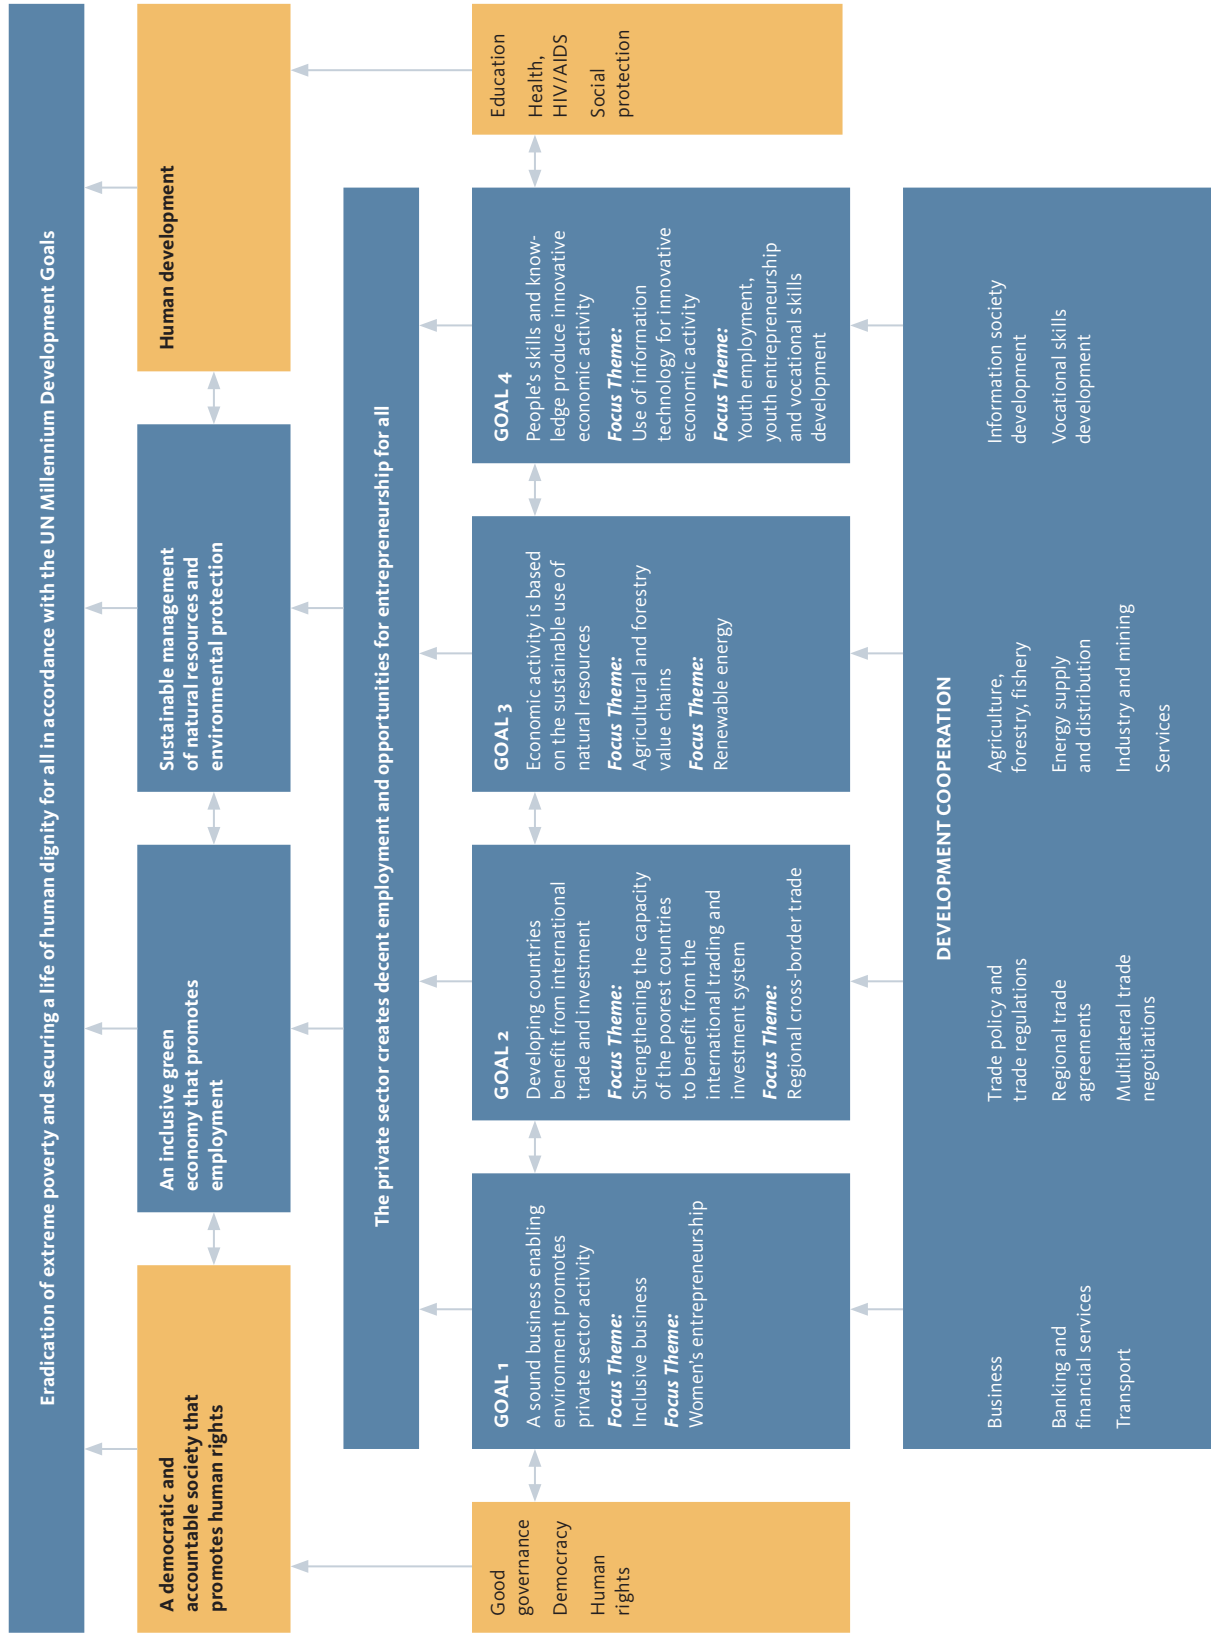 Eradication of extreme poverty and securing a life of human dignity for all in accordance with the UN Millennium Development Goals
A democratic and
accountable society that
promotes human rights
An inclusive green
economy that promotes
employment
Sustainable management
of natural resources and
environmental protection
Human development
The private sector creates decent employment and opportunities for entrepreneurship for all
Good
governance
Democracy
Human
rights
GOAL 1
A sound business enabling
environment promotes
private sector activity
Focus Theme:
Inclusive business
Focus Theme:
Women's entrepreneurship
GOAL 2
Developing countries
benefit from international
trade and investment
Focus Theme:
Strengthening the capacity
of the poorest countries
to benefit from the
international trading and
investment system
Focus Theme:
Regional cross-border trade
GOAL 3
Economic activity is based
on the sustainable use of
natural resources
Focus Theme:
Agricultural and forestry
value chains
Focus Theme:
Renewable energy
GOAL 4
People's skills and know-
ledge produce innovative
economic activity
Focus Theme:
Use of information
technology for innovative
economic activity
Focus Theme:
Youth employment,
youth entrepreneurship
and vocational skills
development
Education
Health,
HIV/AIDS
Social
protection
DEVELOPMENT COOPERATION
Business
Banking and
financial services
Transport
Trade policy and
trade regulations
Regional trade
agreements
Multilateral trade
negotiations
Agriculture,
forestry, fishery
Energy supply
and distribution
Industry and mining
Services
Information society
development
Vocational skills
development